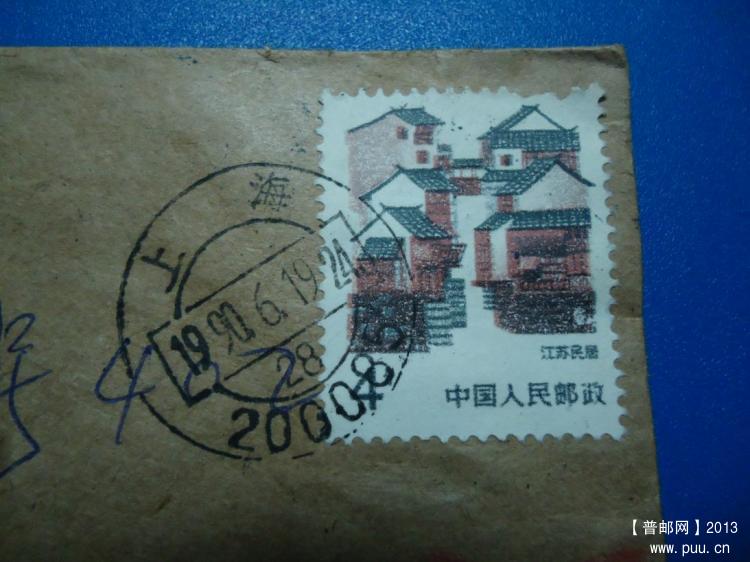 上海
1990.6.19.24
28
江苏民居
中国人民邮政
【普邮网】2013
www.puu.cn